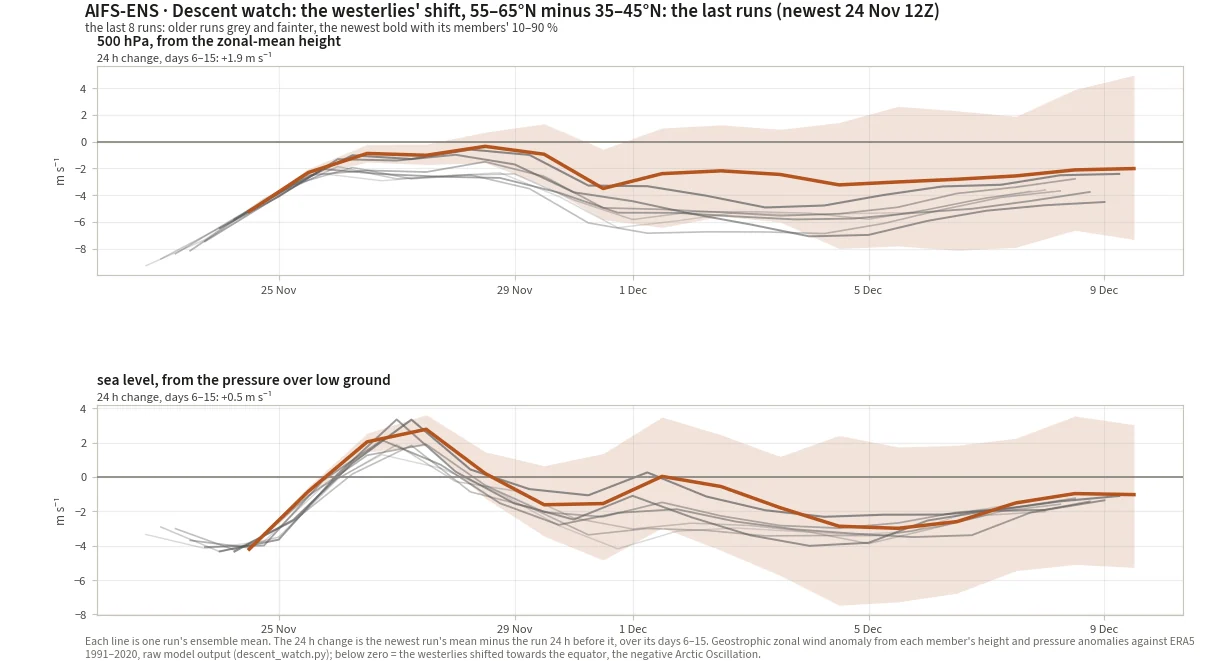 AIFS-ENS · Descent watch: the westerlies' shift, 55–65°N minus 35–45°N: the last runs (newest 24 Nov 12Z)
the last 8 runs: older runs grey and fainter, the newest bold with its members' 10–90 %
500 hPa, from the zonal-mean height
24 h change, days 6–15: +1.9 m s⁻¹
4
2
0
−2
−4
−6
−8
m s⁻¹
25 Nov
29 Nov
1 Dec
5 Dec
9 Dec
sea level, from the pressure over low ground
24 h change, days 6–15: +0.5 m s⁻¹
4
2
0
−2
−4
−6
−8
m s⁻¹
25 Nov
29 Nov
1 Dec
5 Dec
9 Dec
Each line is one run's ensemble mean. The 24 h change is the newest run's mean minus the run 24 h before it, over its days 6–15. Geostrophic zonal wind anomaly from each member's height and pressure anomalies against ERA5
1991–2020, raw model output (descent_watch.py); below zero = the westerlies shifted towards the equator, the negative Arctic Oscillation.